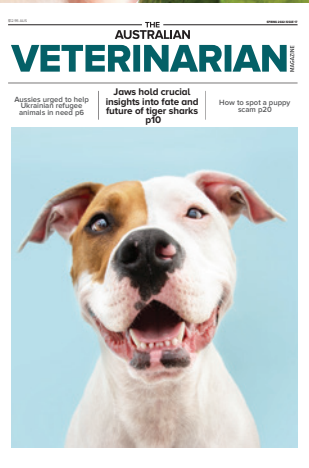 THE
AUSTRALIAN
VETERINARIAN
MAGAZINE
Aussies urged to help
Ukrainian refugee
animals in need p6
Jaws hold crucial
insights into fate and
future of tiger sharks
p10
How to spot a puppy
scam p20